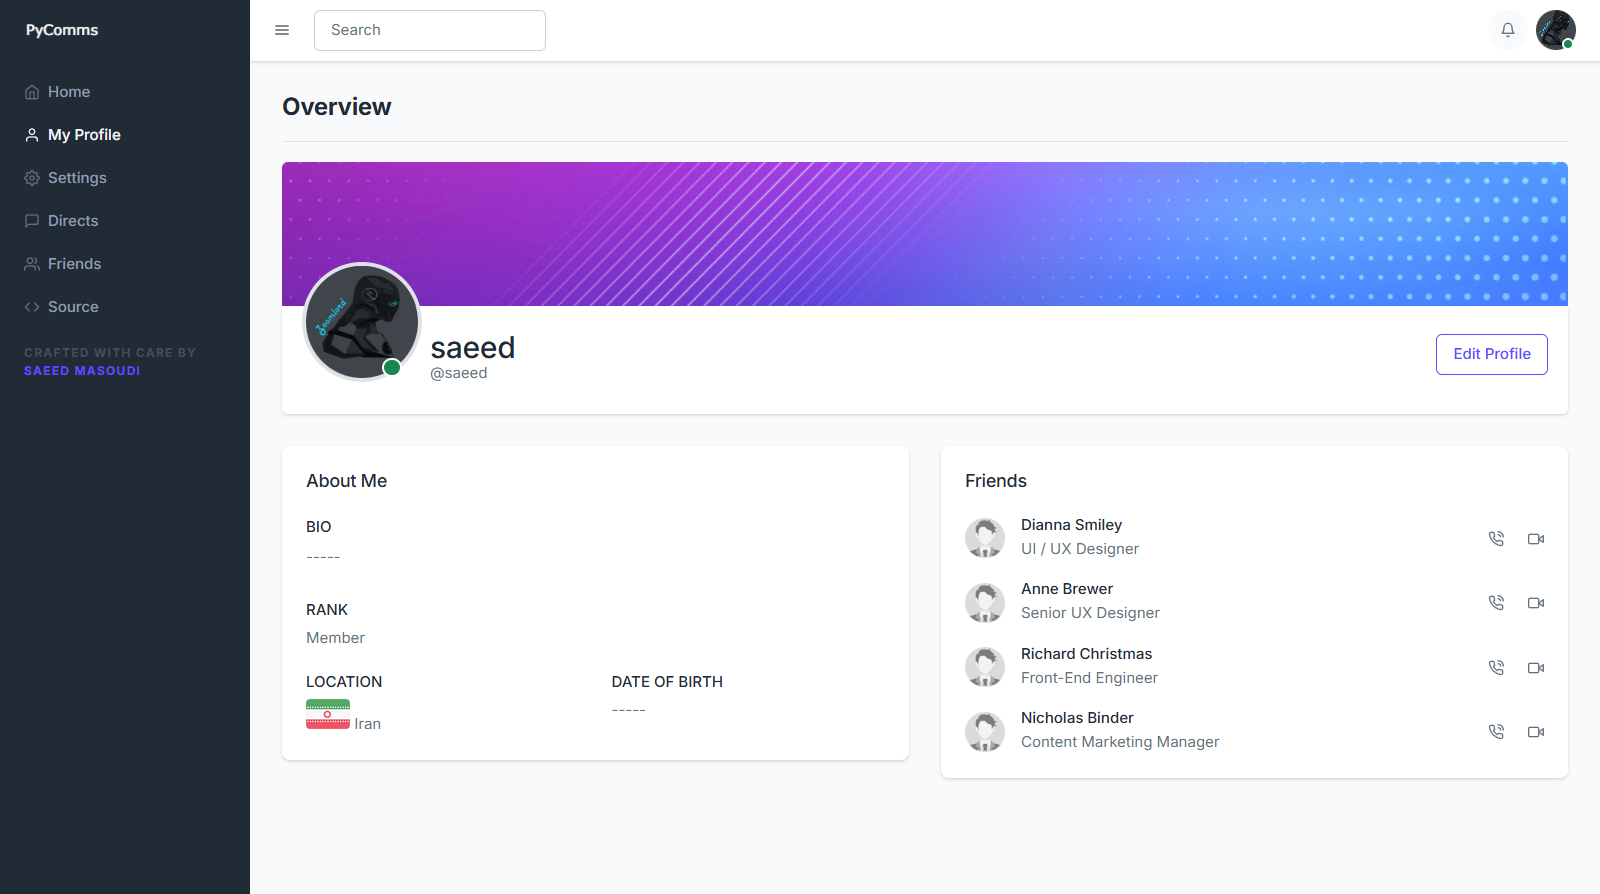 PyComms
Search
Home
My Profile
Settings
Directs
Friends
Source
CRAFTED WITH CARE BY
SAEED MASOUDI
Overview
Zoomlord
saeed
@saeed
Edit Profile
About Me
BIO
-----
RANK
Member
LOCATION
Iran
DATE OF BIRTH
-----
Friends
Dianna Smiley
UI / UX Designer
Anne Brewer
Senior UX Designer
Richard Christmas
Front-End Engineer
Nicholas Binder
Content Marketing Manager